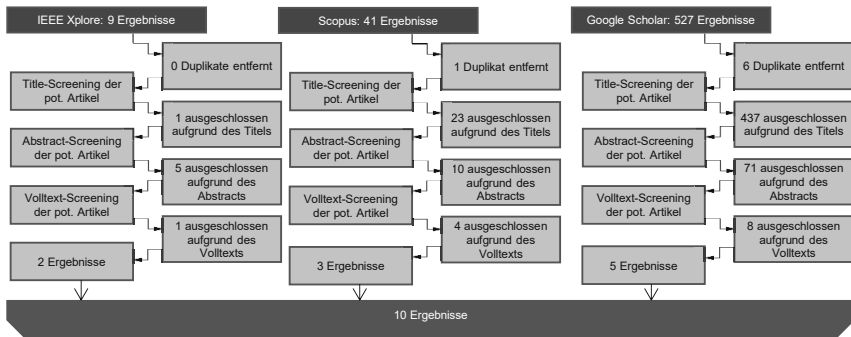 IEEE Xplore: 9 Ergebnisse
0 Duplikate entfernt
Title-Screening der
pot. Artikel
1 ausgeschlossen
aufgrund des Titels
Abstract-Screening
der pot. Artikel
5 ausgeschlossen
aufgrund des
Abstracts
Volltext-Screening
der pot. Artikel
1 ausgeschlossen
aufgrund des
Volltexts
2 Ergebnisse
Scopus: 41 Ergebnisse
1 Duplikat entfernt
Title-Screening der
pot. Artikel
23 ausgeschlossen
aufgrund des Titels
Abstract-Screening
der pot. Artikel
10 ausgeschlossen
aufgrund des
Abstracts
Volltext-Screening
der pot. Artikel
4 ausgeschlossen
aufgrund des
Volltexts
3 Ergebnisse
Google Scholar: 527 Ergebnisse
6 Duplikate entfernt
Title-Screening der
pot. Artikel
437 ausgeschlossen
aufgrund des Titels
Abstract-Screening
der pot. Artikel
71 ausgeschlossen
aufgrund des
Abstracts
Volltext-Screening
der pot. Artikel
8 ausgeschlossen
aufgrund des
Volltexts
5 Ergebnisse
10 Ergebnisse